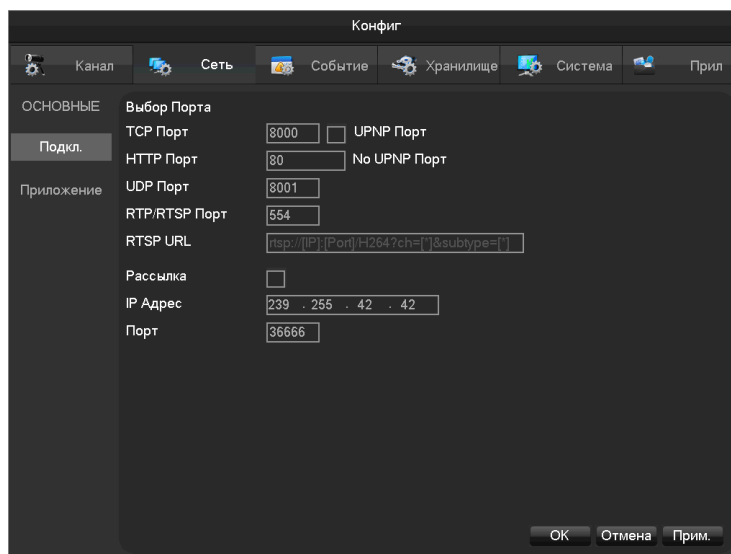 Конфиг
Канал Сеть Событие Хранилище Система Прил
ОСНОВНЫЕ
Подкл.
Приложение
Выбор Порта
TCP Порт 8000 UPNP Порт
HTTP Порт 80 No UPNP Порт
UDP Порт 8001
RTP/RTSP Порт 554
RTSP URL rtsp://[IP]:[Port]/H264?ch=[*]&subtype=[*]
Рассылка
IP Адрес 239 . 255 . 42 . 42
Порт 36666
OK Отмена Прим.